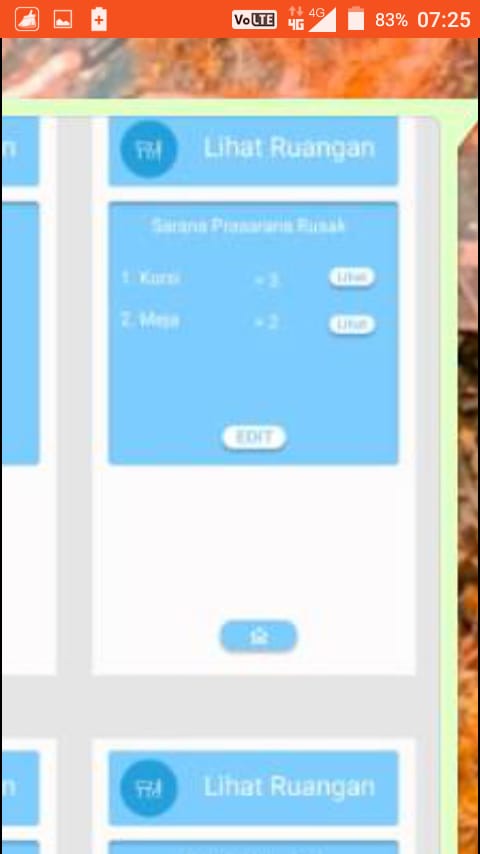 VoLTE 4G 4G 83% 07:25
n Lihat Ruangan
Sarana Prasarana Rusak
1. Kursi = 3 Lihat
2. Meja = 2 Lihat
EDIT
n Lihat Ruangan